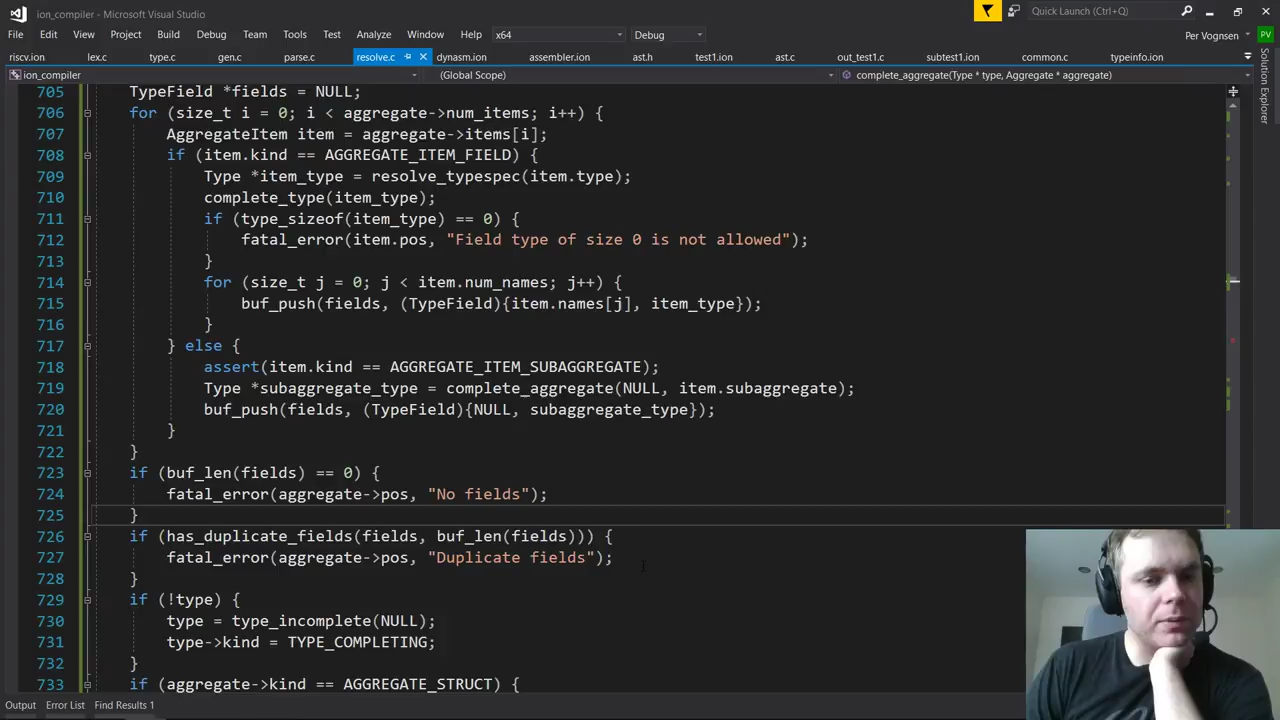 ion_compiler - Microsoft Visual Studio
Quick Launch (Ctrl+Q)
File Edit View Project Build Debug Team Tools Test Analyze Window Help x64 Debug
Per Vognsen PV
riscv.ion lex.c type.c gen.c parse.c resolve.c dynasm.ion assembler.ion ast.h test1.ion ast.c out_test1.c subtest1.ion common.c typeinfo.ion
ion_compiler (Global Scope) complete_aggregate(Type * type, Aggregate * aggregate)
Solution Explorer
705 TypeField *fields = NULL;
706 for (size_t i = 0; i < aggregate->num_items; i++) {
707 AggregateItem item = aggregate->items[i];
708 if (item.kind == AGGREGATE_ITEM_FIELD) {
709 Type *item_type = resolve_typespec(item.type);
710 complete_type(item_type);
711 if (type_sizeof(item_type) == 0) {
712 fatal_error(item.pos, "Field type of size 0 is not allowed");
713 }
714 for (size_t j = 0; j < item.num_names; j++) {
715 buf_push(fields, (TypeField){item.names[j], item_type});
716 }
717 } else {
718 assert(item.kind == AGGREGATE_ITEM_SUBAGGREGATE);
719 Type *subaggregate_type = complete_aggregate(NULL, item.subaggregate);
720 buf_push(fields, (TypeField){NULL, subaggregate_type});
721 }
722 }
723 if (buf_len(fields) == 0) {
724 fatal_error(aggregate->pos, "No fields");
725 }
726 if (has_duplicate_fields(fields, buf_len(fields))) {
727 fatal_error(aggregate->pos, "Duplicate fields");
728 }
729 if (!type) {
730 type = type_incomplete(NULL);
731 type->kind = TYPE_COMPLETING;
732 }
733 if (aggregate->kind == AGGREGATE_STRUCT) {
Output Error List Find Results 1